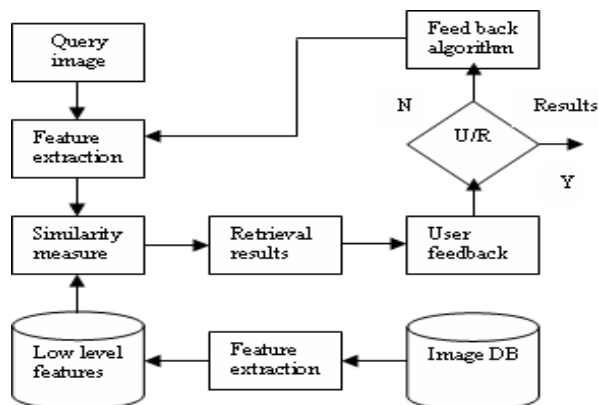 Query
image
Feed back
algorithm
N
Results
Feature
extraction
U/R
Y
Similarity
measure
Retrieval
results
User
feedback
Low level
features
Feature
extraction
Image DB